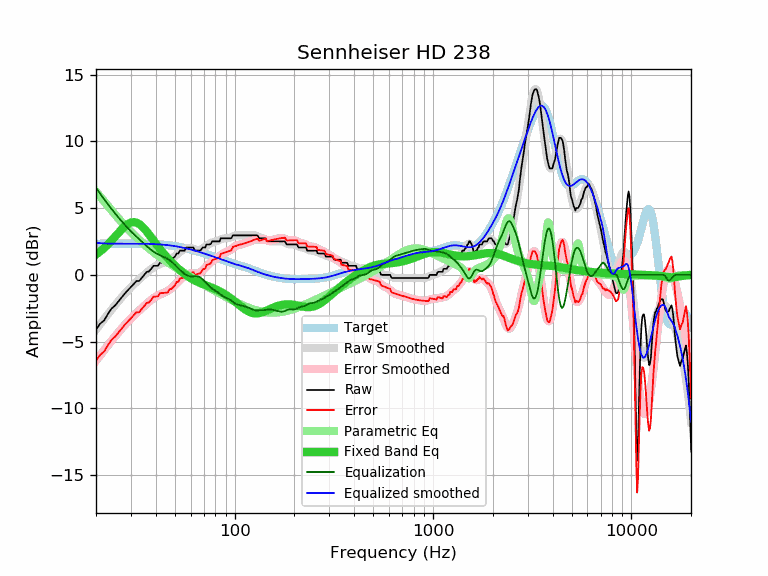 Sennheiser HD 238
Amplitude (dBr)
15
10
5
0
−5
−10
−15
Target
Raw Smoothed
Error Smoothed
Raw
Error
Parametric Eq
Fixed Band Eq
Equalization
Equalized smoothed
100
1000
10000
Frequency (Hz)